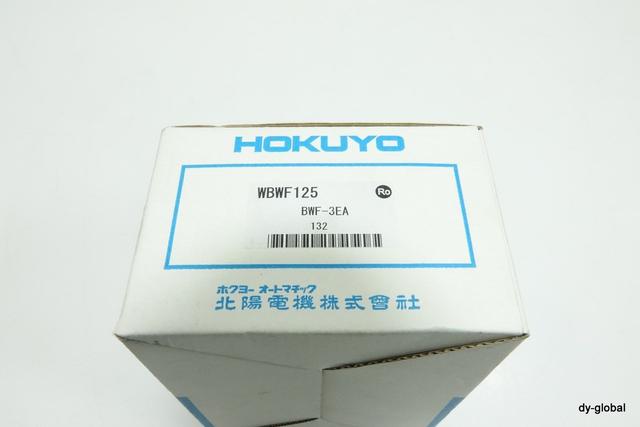 HOKUYO
WBWF125
Ro
BWF-3EA
132
ホクヨー オートマチック
北陽電機株式會社
dy-global